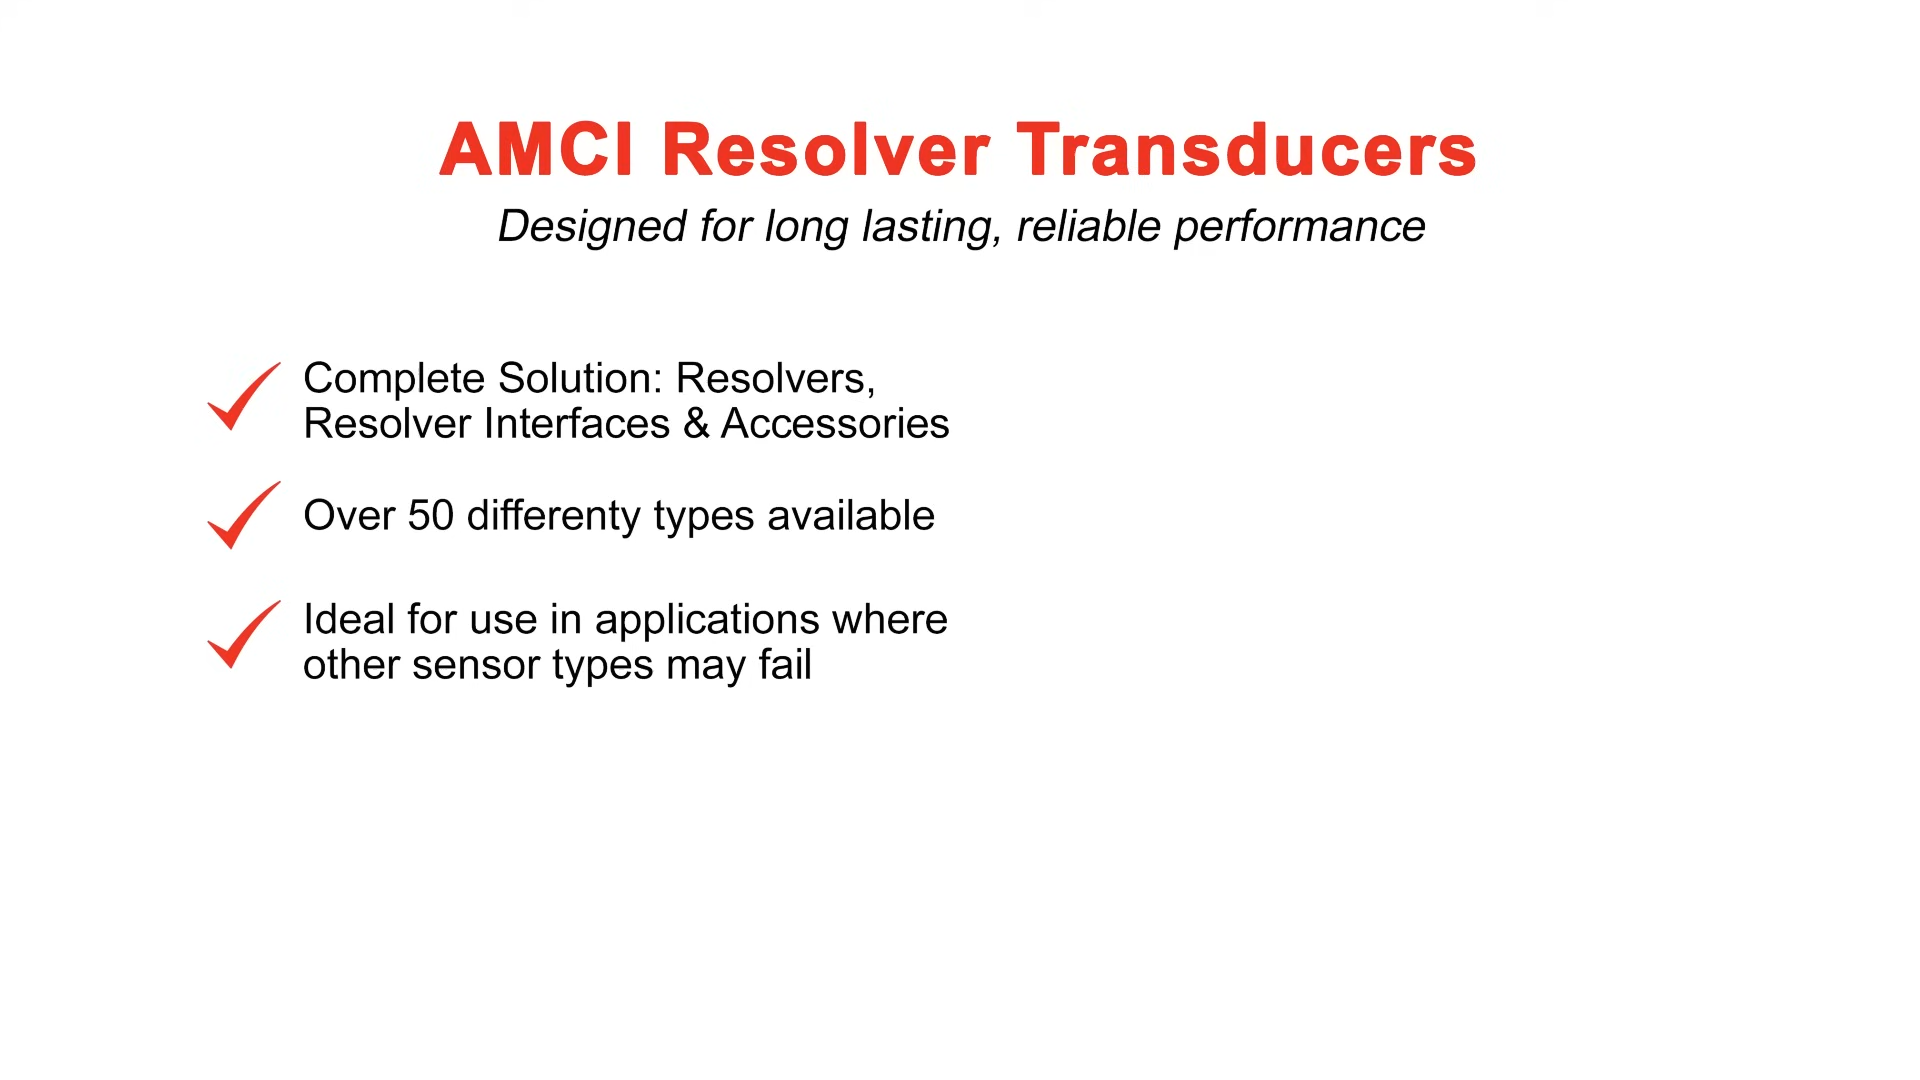 AMCI Resolver Transducers
Designed for long lasting, reliable performance
Complete Solution: Resolvers,
Resolver Interfaces & Accessories
Over 50 differenty types available
Ideal for use in applications where
other sensor types may fail